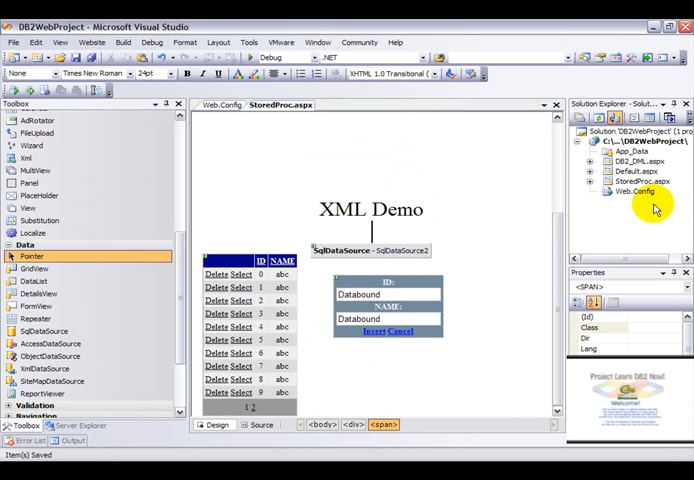 DB2WebProject - Microsoft Visual Studio
File Edit View Website Build Debug Format Layout Tools VMware Window Community Help
Debug .NET
None Times New Roman 24pt B I U A XHTML 1.0 Transitional (
Toolbox
AdRotator
FileUpload
Wizard
Xml
MultiView
Panel
PlaceHolder
View
Substitution
Localize
Data
Pointer
GridView
DataList
DetailsView
FormView
Repeater
SqlDataSource
AccessDataSource
ObjectDataSource
XmlDataSource
SiteMapDataSource
ReportViewer
Validation
Toolbox Server Explorer
Error List Output
Item(s) Saved
Web.Config StoredProc.aspx
XML Demo
SqlDataSource - SqlDataSource2
ID NAME
Delete Select 0 abc
Delete Select 1 abc
Delete Select 2 abc
Delete Select 3 abc
Delete Select 4 abc
Delete Select 5 abc
Delete Select 6 abc
Delete Select 7 abc
Delete Select 8 abc
Delete Select 9 abc
1 2
ID:
Databound
NAME:
Databound
Insert Cancel
Design Source <body> <div> <span>
Solution Explorer - Solut...
Solution 'DB2WebProject' (1 proj
C:\...\DB2WebProject\
App_Data
DB2_DML.aspx
Default.aspx
StoredProc.aspx
Web.Config
Properties
<SPAN>
(Id)
Class
Dir
Lang
Project Learn DB2 Now!
Welcome!